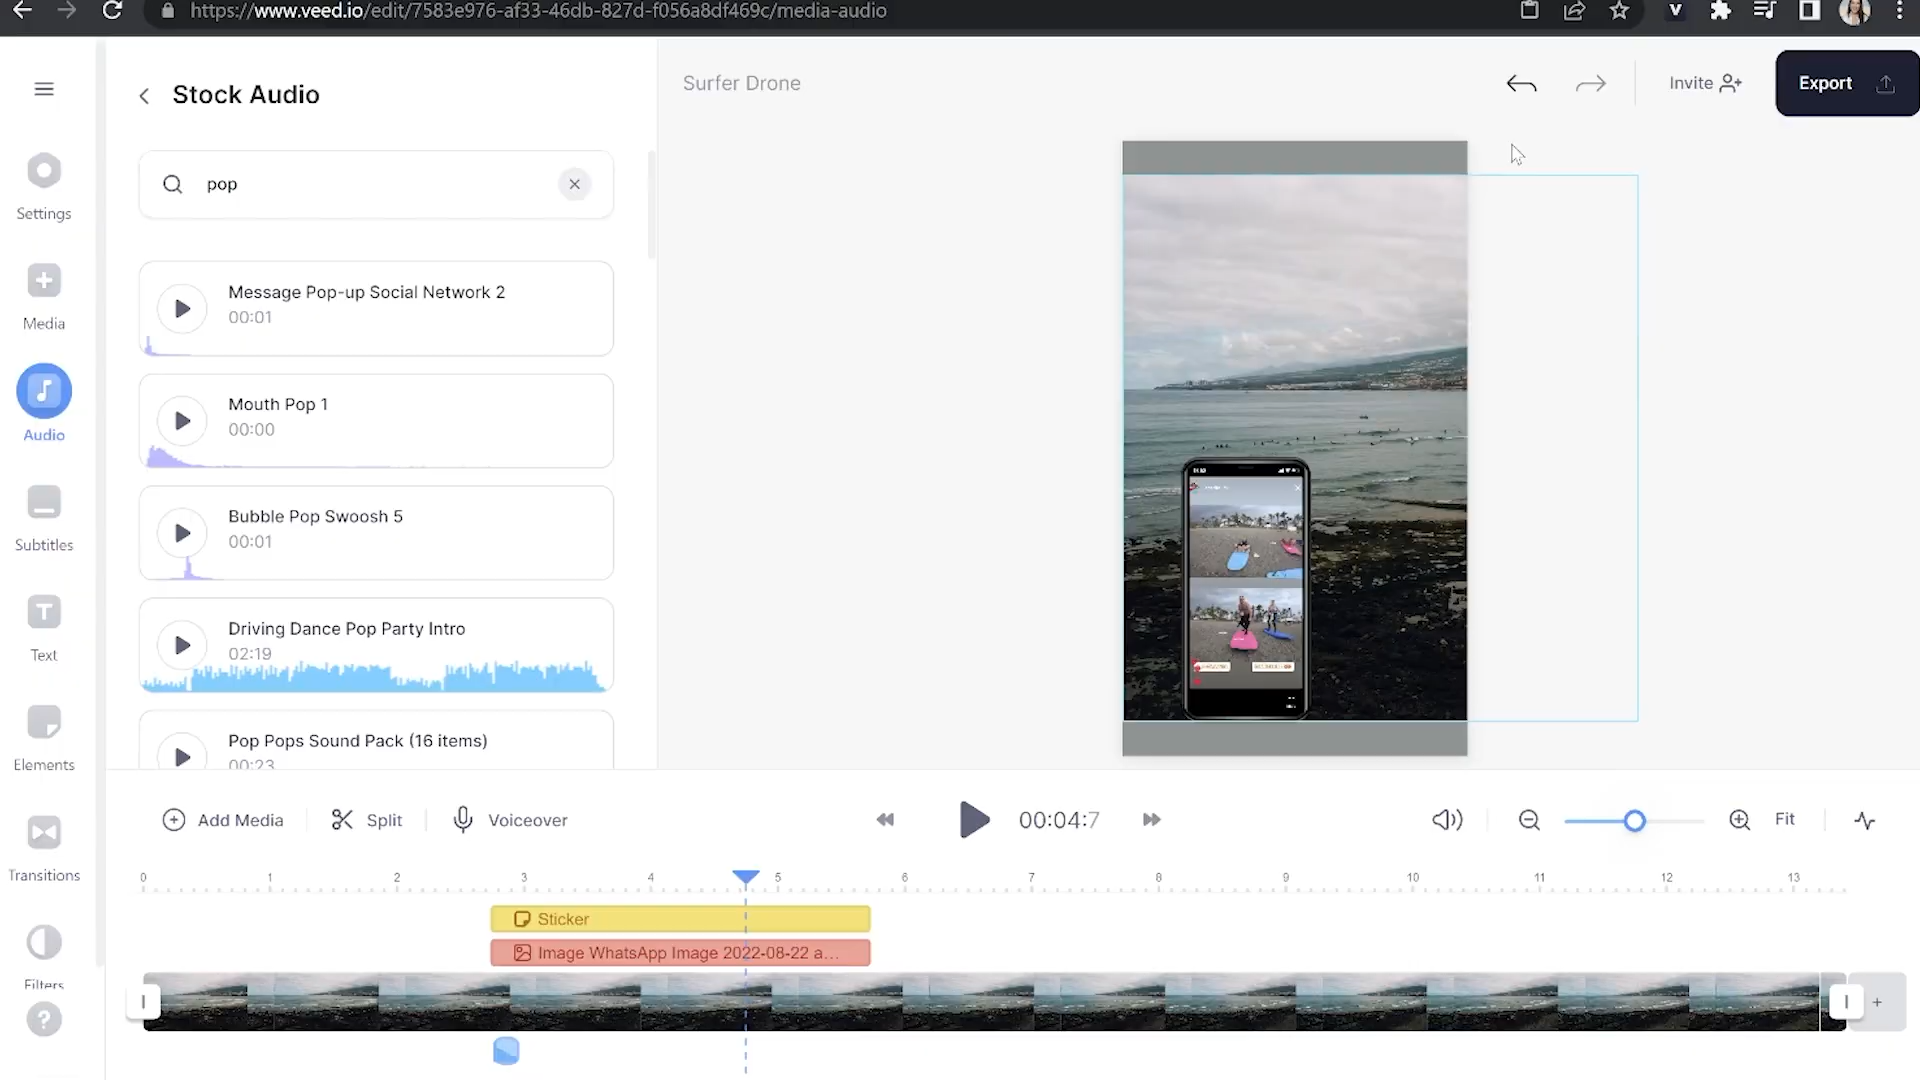 https://www.veed.io/edit/7583e976-af33-46db-827d-f056a8df469c/media-audio
Stock Audio
Surfer Drone
Invite
Export
pop
Settings
Message Pop-up Social Network 2
00:01
Media
Mouth Pop 1
00:00
Audio
Bubble Pop Swoosh 5
00:01
Subtitles
Driving Dance Pop Party Intro
02:19
Text
Pop Pops Sound Pack (16 items)
00:23
Elements
Add Media
Split
Voiceover
00:04:7
Fit
Transitions
0 1 2 3 4 5 6 7 8 9 10 11 12 13
Sticker
Image WhatsApp Image 2022-08-22 a...
Filters